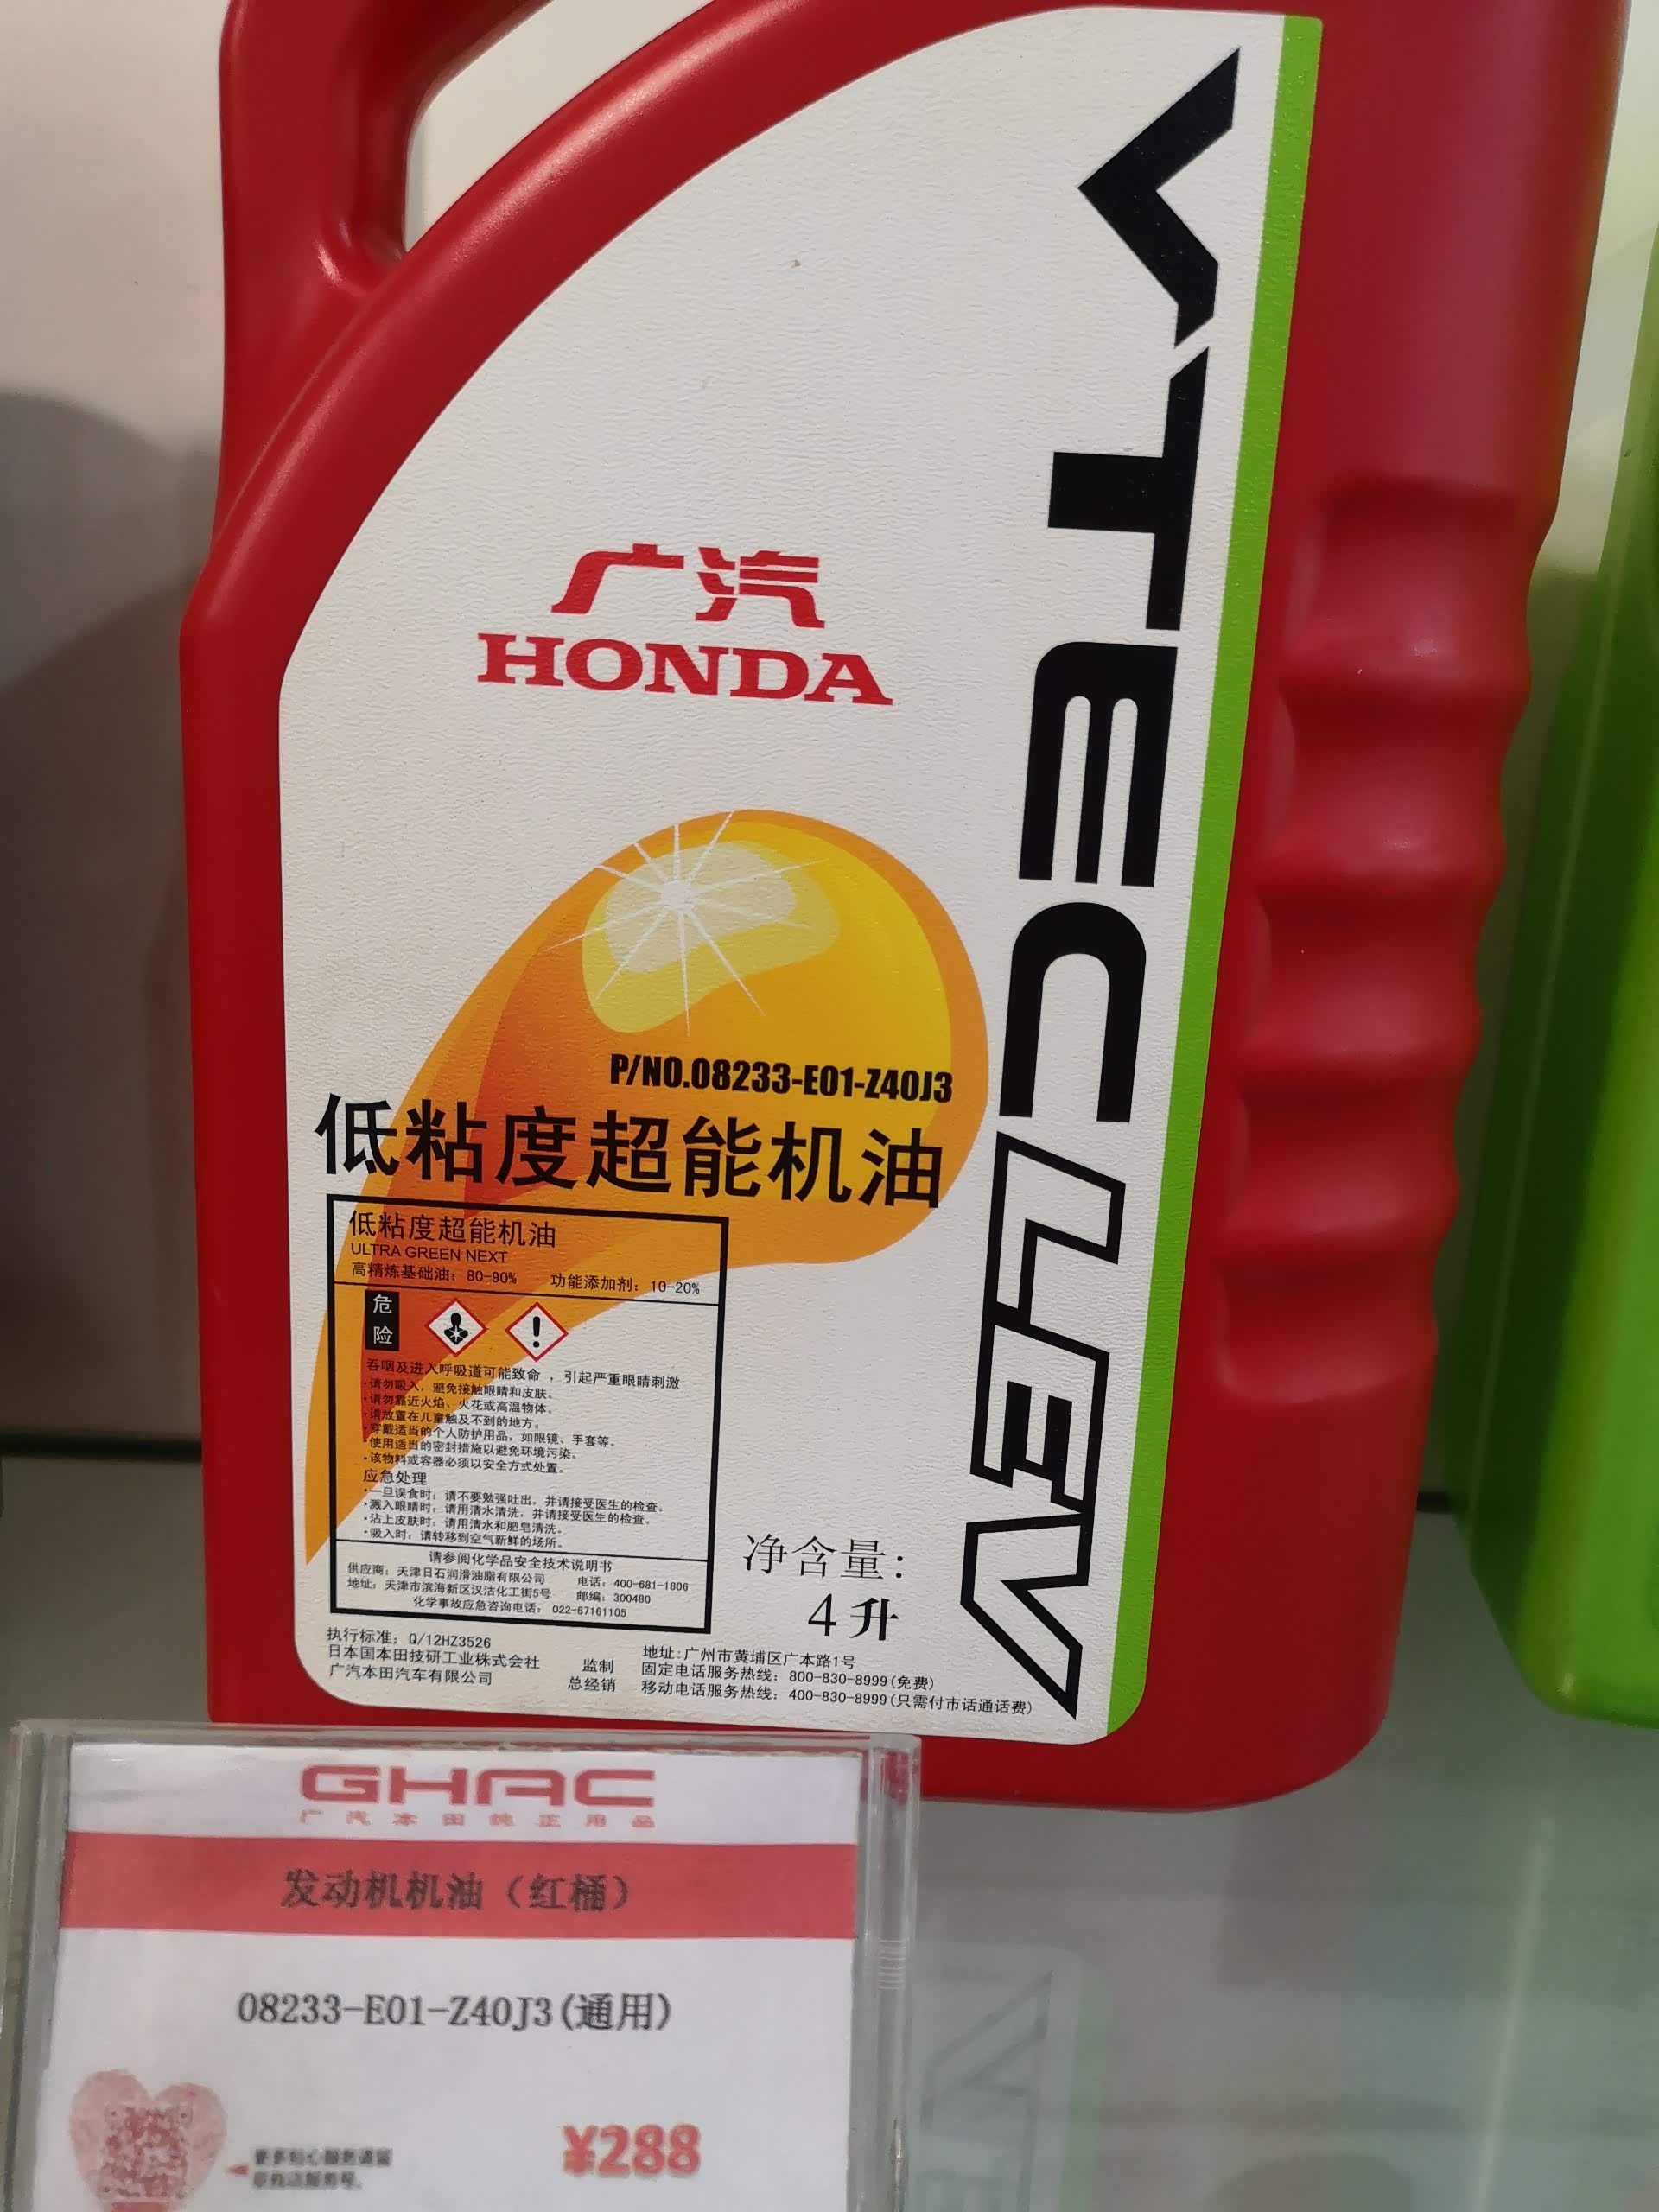 VTEC LEV
广汽
HONDA
P/NO.08233-E01-Z40J3
低粘度超能机油
低粘度超能机油
ULTRA GREEN NEXT
高精炼基础油：80-90% 功能添加剂：10-20%
危险
吞咽及进入呼吸道可能致命，引起严重眼睛刺激
·请勿吸入，避免接触眼睛和皮肤。
·请勿靠近火焰、火花或高温物体。
·请放置在儿童触及不到的地方。
·穿戴适当的个人防护用品，如眼镜、手套等。
·使用适当的密封措施以避免环境污染。
·该物料或容器必须以安全方式处置。
应急处理
·一旦误食时：请不要勉强吐出，并请接受医生的检查。
·溅入眼睛时：请用清水清洗，并请接受医生的检查。
·沾上皮肤时：请用清水和肥皂清洗。
·吸入时：请转移到空气新鲜的场所。
请参阅化学品安全技术说明书
供应商：天津日石润滑油脂有限公司 电话：400-681-1806
地址：天津市滨海新区汉沽化工街5号 邮编：300480
化学事故应急咨询电话：022-67161105
净含量：
4升
执行标准：Q/12HZ3526
日本国本田技研工业株式会社 监制
广汽本田汽车有限公司 总经销
地址:广州市黄埔区广本路1号
固定电话服务热线：800-830-8999(免费)
移动电话服务热线：400-830-8999(只需付市话通话费)
GHAC
广汽本田纯正用品
发动机机油（红桶）
08233-E01-Z40J3(通用)
¥288